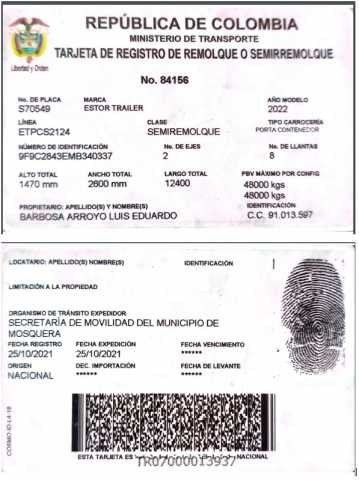 REPÚBLICA DE COLOMBIA
MINISTERIO DE TRANSPORTE
TARJETA DE REGISTRO DE REMOLQUE O SEMIRREMOLQUE
Libertad y Orden
No. 84156
No. DE PLACA MARCA AÑO MODELO
S70549 ESTOR TRAILER 2022
LÍNEA CLASE TIPO CARROCERÍA
ETPCS2124 SEMIREMOLQUE PORTA CONTENEDOR
NÚMERO DE IDENTIFICACIÓN No. DE EJES No. DE LLANTAS
9F9C2843EMB340337 2 8
ALTO TOTAL ANCHO TOTAL LARGO TOTAL PBV MÁXIMO POR CONFIG
1470 mm 2600 mm 12400 48000 kgs
48000 kgs
PROPIETARIO: APELLIDO(S) Y NOMBRE(S) IDENTIFICACIÓN
BARBOSA ARROYO LUIS EDUARDO C.C. 91.013.597
LOCATARIO: APELLIDO(S) NOMBRE(S) IDENTIFICACIÓN
LIMITACIÓN A LA PROPIEDAD
ORGANISMO DE TRÁNSITO EXPEDIDOR
SECRETARÍA DE MOVILIDAD DEL MUNICIPIO DE
MOSQUERA
FECHA REGISTRO FECHA EXPEDICIÓN FECHA VENCIMIENTO
25/10/2021 25/10/2021 ******
ORIGEN DEC. IMPORTACIÓN FECHA DE LEVANTE
NACIONAL ****** ******
COSMO-ID-L4-18
ESTA TARJETA ES NACIONAL
TR07000013937